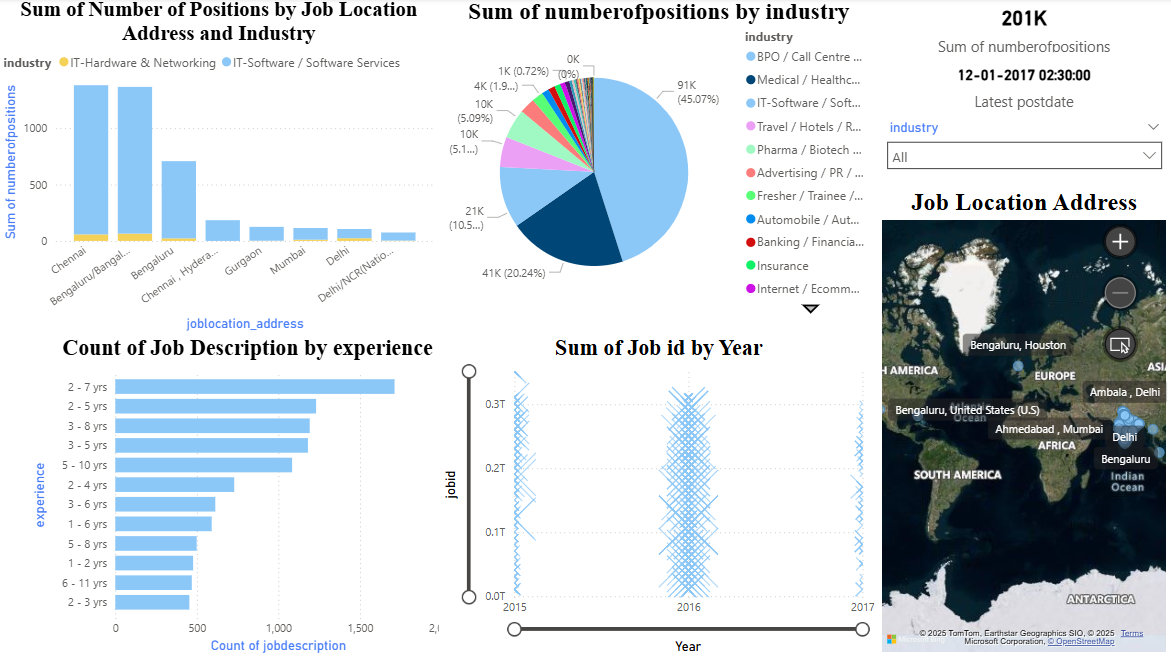 Sum of Number of Positions by Job Location
Address and Industry
industry IT-Hardware & Networking IT-Software / Software Services
Sum of numberofpositions
1000
500
0
Chennai
Bengaluru/Bangal...
Bengaluru
Chennai , Hydera...
Gurgaon
Mumbai
Delhi
Delhi/NCR(Natio...
joblocation_address
Sum of numberofpositions by industry
0K
(0%)
1K (0.72%)
4K (1.9...)
10K
(5.09%)
10K
(5.1...)
21K
(10.5...)
41K (20.24%)
91K
(45.07%)
industry
BPO / Call Centre ...
Medical / Healthc...
IT-Software / Soft...
Travel / Hotels / R...
Pharma / Biotech ...
Advertising / PR / ...
Fresher / Trainee /...
Automobile / Aut...
Banking / Financia...
Insurance
Internet / Ecomm...
201K
Sum of numberofpositions
12-01-2017 02:30:00
Latest postdate
industry
All
Count of Job Description by experience
experience
2 - 7 yrs
2 - 5 yrs
3 - 8 yrs
3 - 5 yrs
5 - 10 yrs
2 - 4 yrs
3 - 6 yrs
1 - 6 yrs
5 - 8 yrs
1 - 2 yrs
6 - 11 yrs
2 - 3 yrs
0 500 1,000 1,500 2,
Count of jobdescription
Sum of Job id by Year
jobid
0.3T
0.2T
0.1T
0.0T
2015 2016 2017
Year
Job Location Address
Bengaluru, Houston
H AMERICA
EUROPE
ASI
Ambala , Delhi
Bengaluru, United States (U.S)
Atlantic
Ocean
Ahmedabad , Mumbai
Delhi
AFRICA
Bengaluru
SOUTH AMERICA
Indian
Ocean
ANTARCTICA
© 2025 TomTom, Earthstar Geographics SIO, © 2025 Terms
Microsoft Corporation, © OpenStreetMap